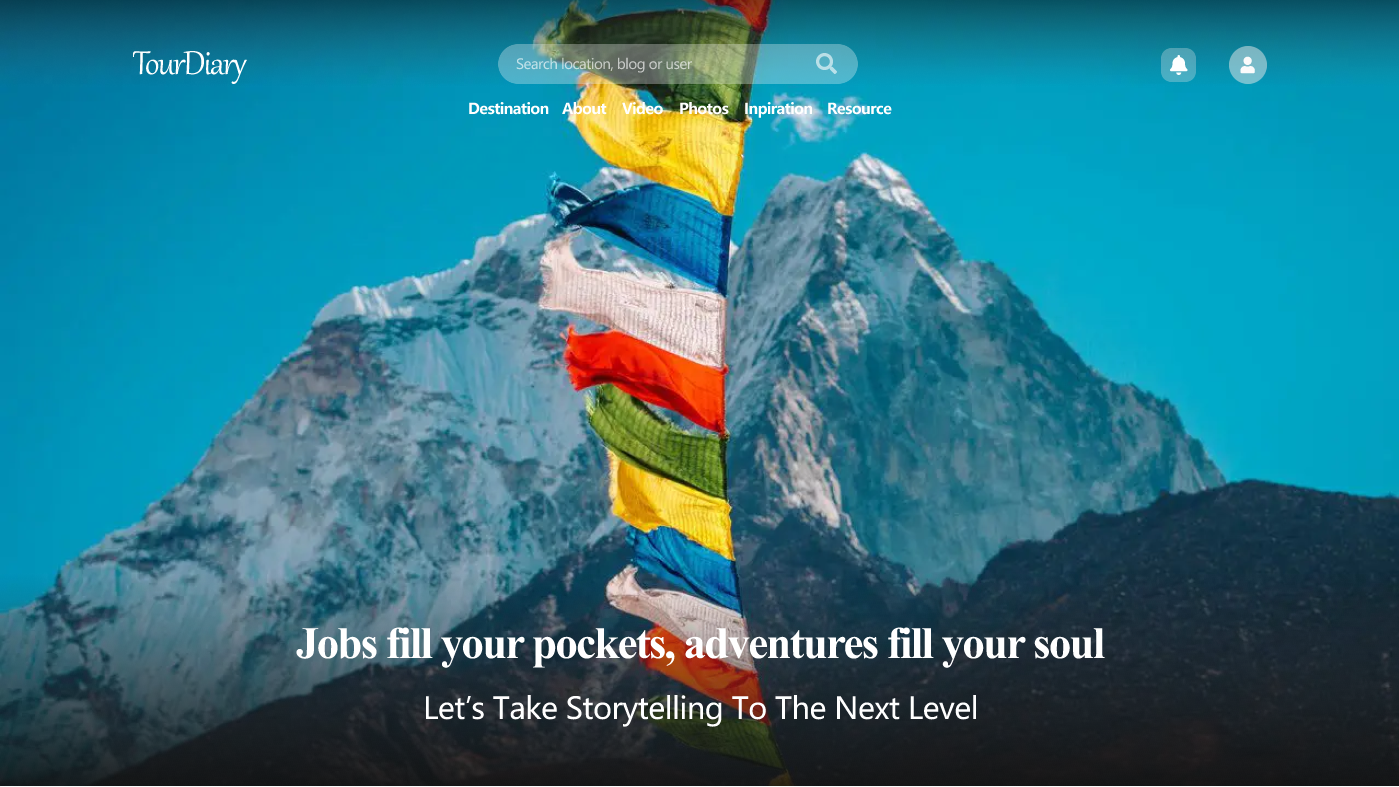 TourDiary
Search location, blog or user
Destination About Video Photos Inpiration Resource
Jobs fill your pockets, adventures fill your soul
Let’s Take Storytelling To The Next Level